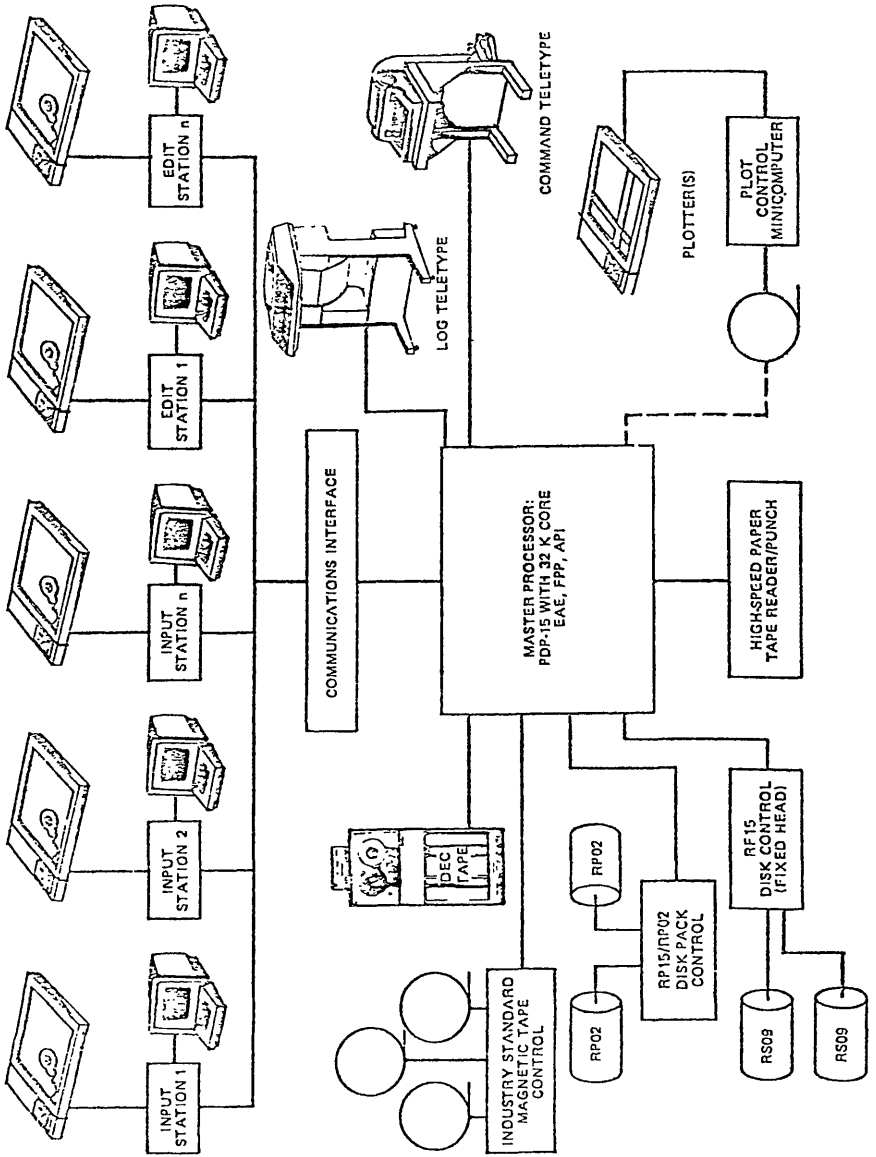 INPUT
STATION 1
INPUT
STATION 2
INPUT
STATION n
EDIT
STATION 1
EDIT
STATION n
COMMUNICATIONS INTERFACE
LOG TELETYPE
COMMAND TELETYPE
DEC
TAPE
MASTER PROCESSOR:
PDP-15 WITH 32 K CORE
EAE, FPP, API
PLOTTER(S)
INDUSTRY STANDARD
MAGNETIC TAPE
CONTROL
RP02
RP02
RP15/RP02
DISK PACK
CONTROL
RS09
RS09
RF15
DISK CONTROL
(FIXED HEAD)
HIGH-SPEED PAPER
TAPE READER/PUNCH
PLOT
CONTROL
MINICOMPUTER